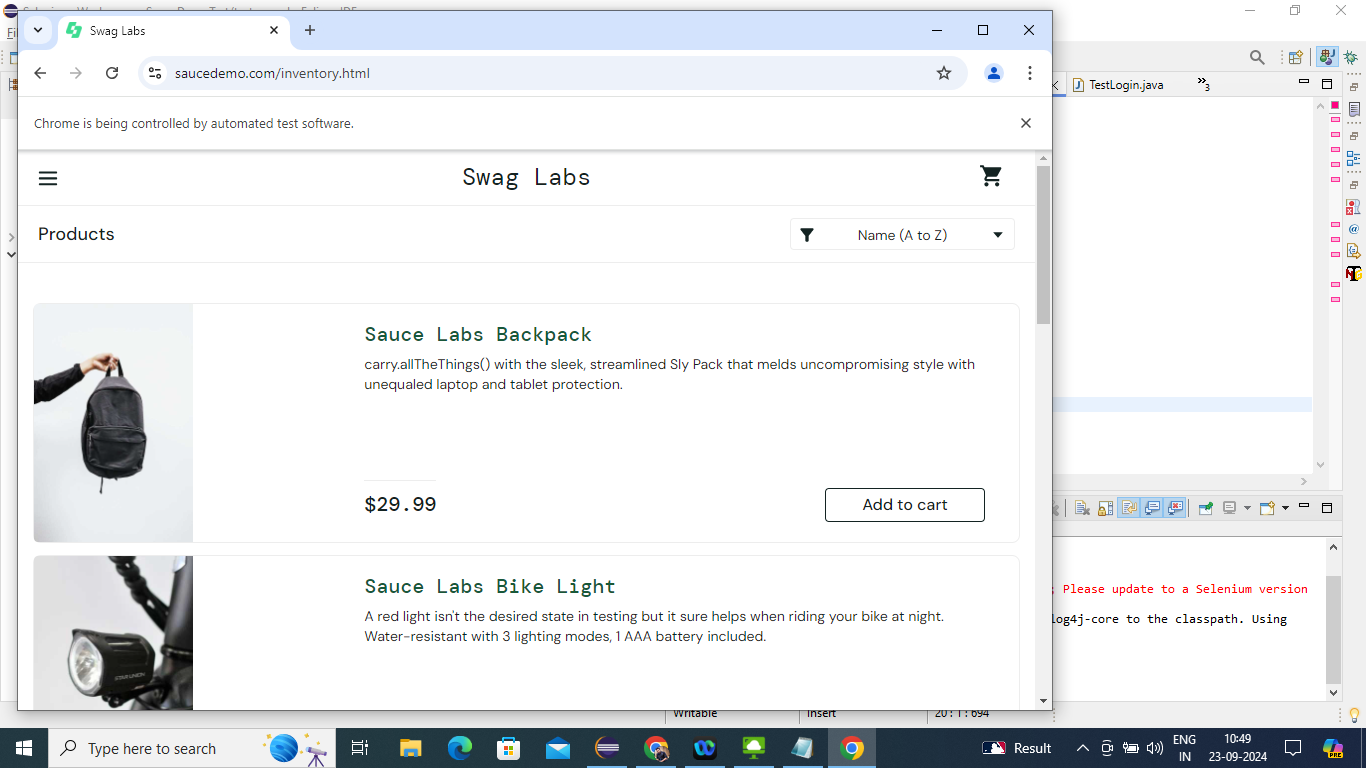 Swag Labs
saucedemo.com/inventory.html
TestLogin.java
3
Chrome is being controlled by automated test software.
Swag Labs
Products
Name (A to Z)
Sauce Labs Backpack
carry.allTheThings() with the sleek, streamlined Sly Pack that melds uncompromising style with
unequaled laptop and tablet protection.
$29.99
Add to cart
Sauce Labs Bike Light
A red light isn't the desired state in testing but it sure helps when riding your bike at night.
Water-resistant with 3 lighting modes, 1 AAA battery included.
Please update to a Selenium version
log4j-core to the classpath. Using
Writable
Insert
20 : 1 : 694
Type here to search
Result
ENG
IN
10:49
23-09-2024
PRE